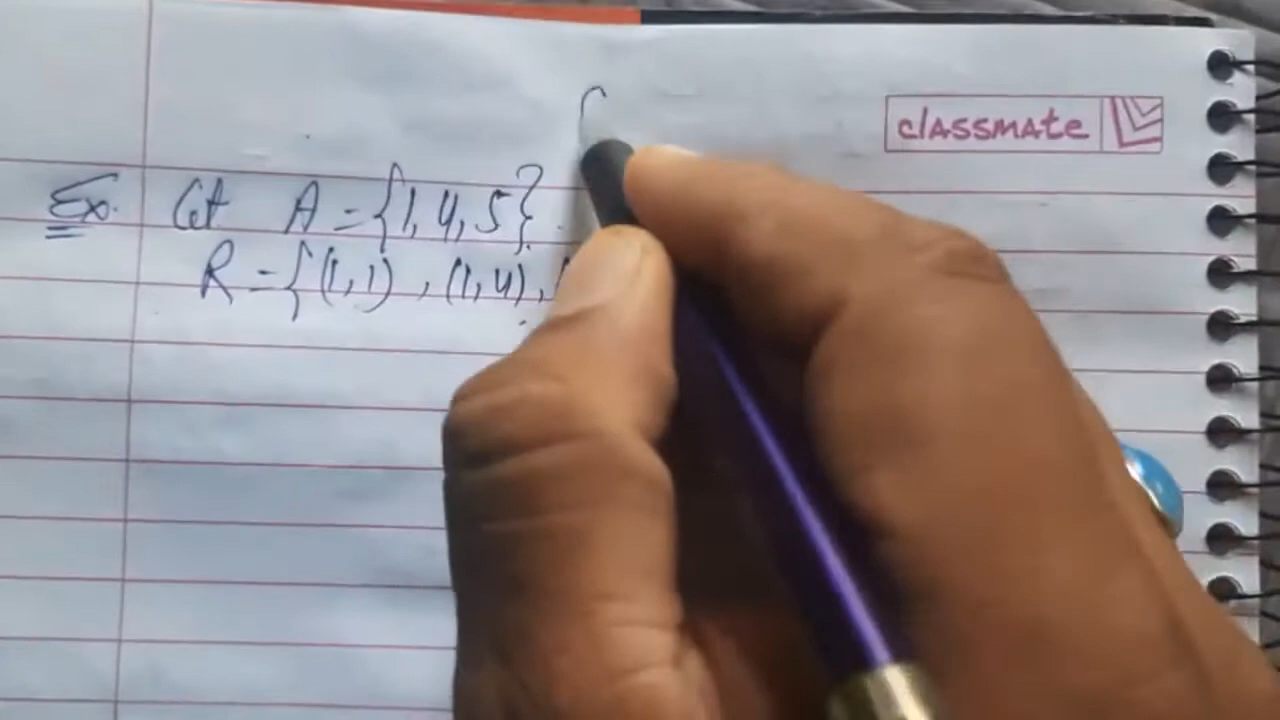 classmate
Ex. Let A = {1, 4, 5}.
R = {(1,1), (1,4),